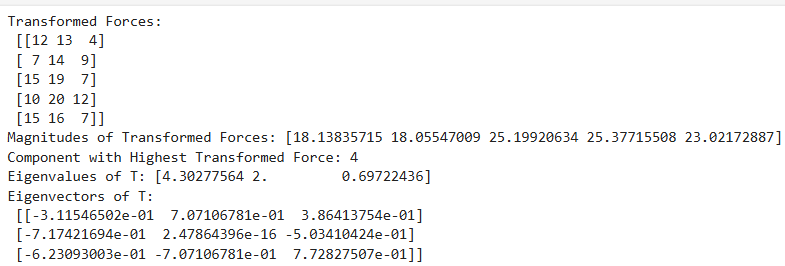 Transformed Forces:
 [[12 13  4]
 [ 7 14  9]
 [15 19  7]
 [10 20 12]
 [15 16  7]]
Magnitudes of Transformed Forces: [18.13835715 18.05547009 25.19920634 25.37715508 23.02172887]
Component with Highest Transformed Force: 4
Eigenvalues of T: [4.30277564 2.         0.69722436]
Eigenvectors of T:
 [[-3.11546502e-01  7.07106781e-01  3.86413754e-01]
 [-7.17421694e-01  2.47864396e-16 -5.03410424e-01]
 [-6.23093003e-01 -7.07106781e-01  7.72827507e-01]]